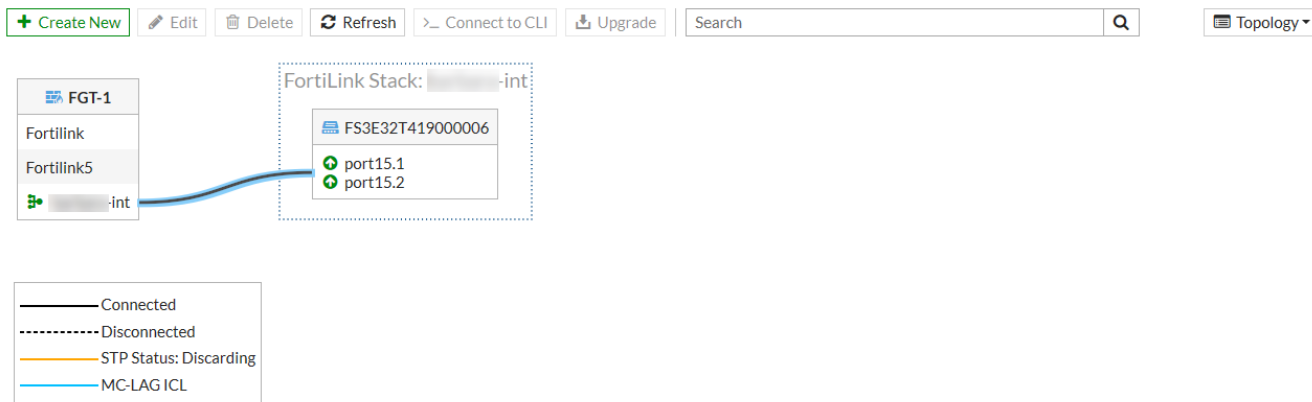 Create New Edit Delete Refresh >_ Connect to CLI Upgrade Search Topology
FortiLink Stack: -int
FGT-1
Fortilink
Fortilink5
-int
FS3E32T419000006
port15.1
port15.2
Connected
Disconnected
STP Status: Discarding
MC-LAG ICL